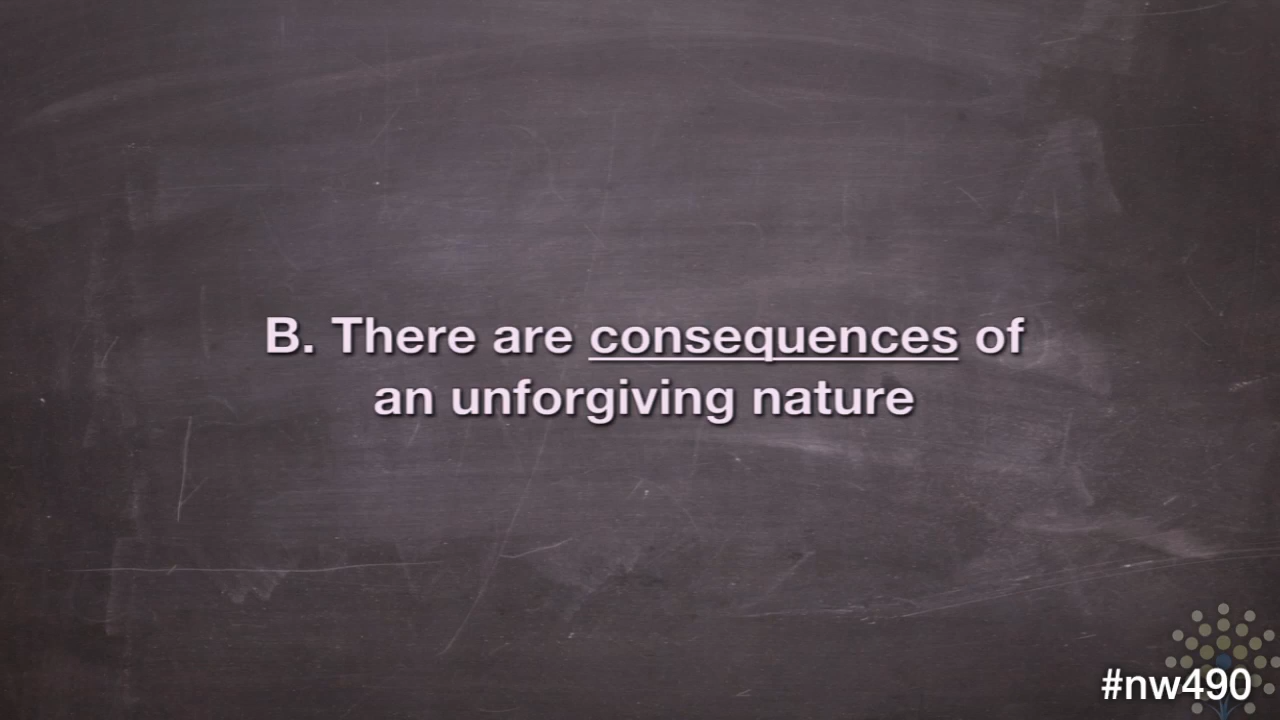 B. There are consequences of
an unforgiving nature
#nw490